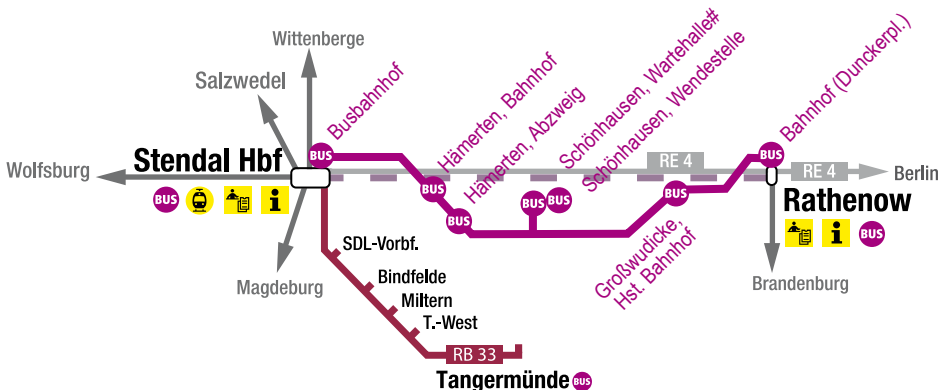 Wittenberge
Salzwedel
Wolfsburg
Stendal Hbf
BUS
i
Magdeburg
BUS
Busbahnhof
BUS
Hämerten, Bahnhof
BUS
Hämerten, Abzweig
BUS
BUS
Schönhausen, Wartehalle#
Schönhausen, Wendestelle
BUS
Großwudicke,
Hst. Bahnhof
BUS
Bahnhof (Dunckerpl.)
RE 4
RE 4
Berlin
Rathenow
i
BUS
Brandenburg
SDL-Vorbf.
Bindfelde
Miltern
T.-West
RB 33
Tangermünde BUS